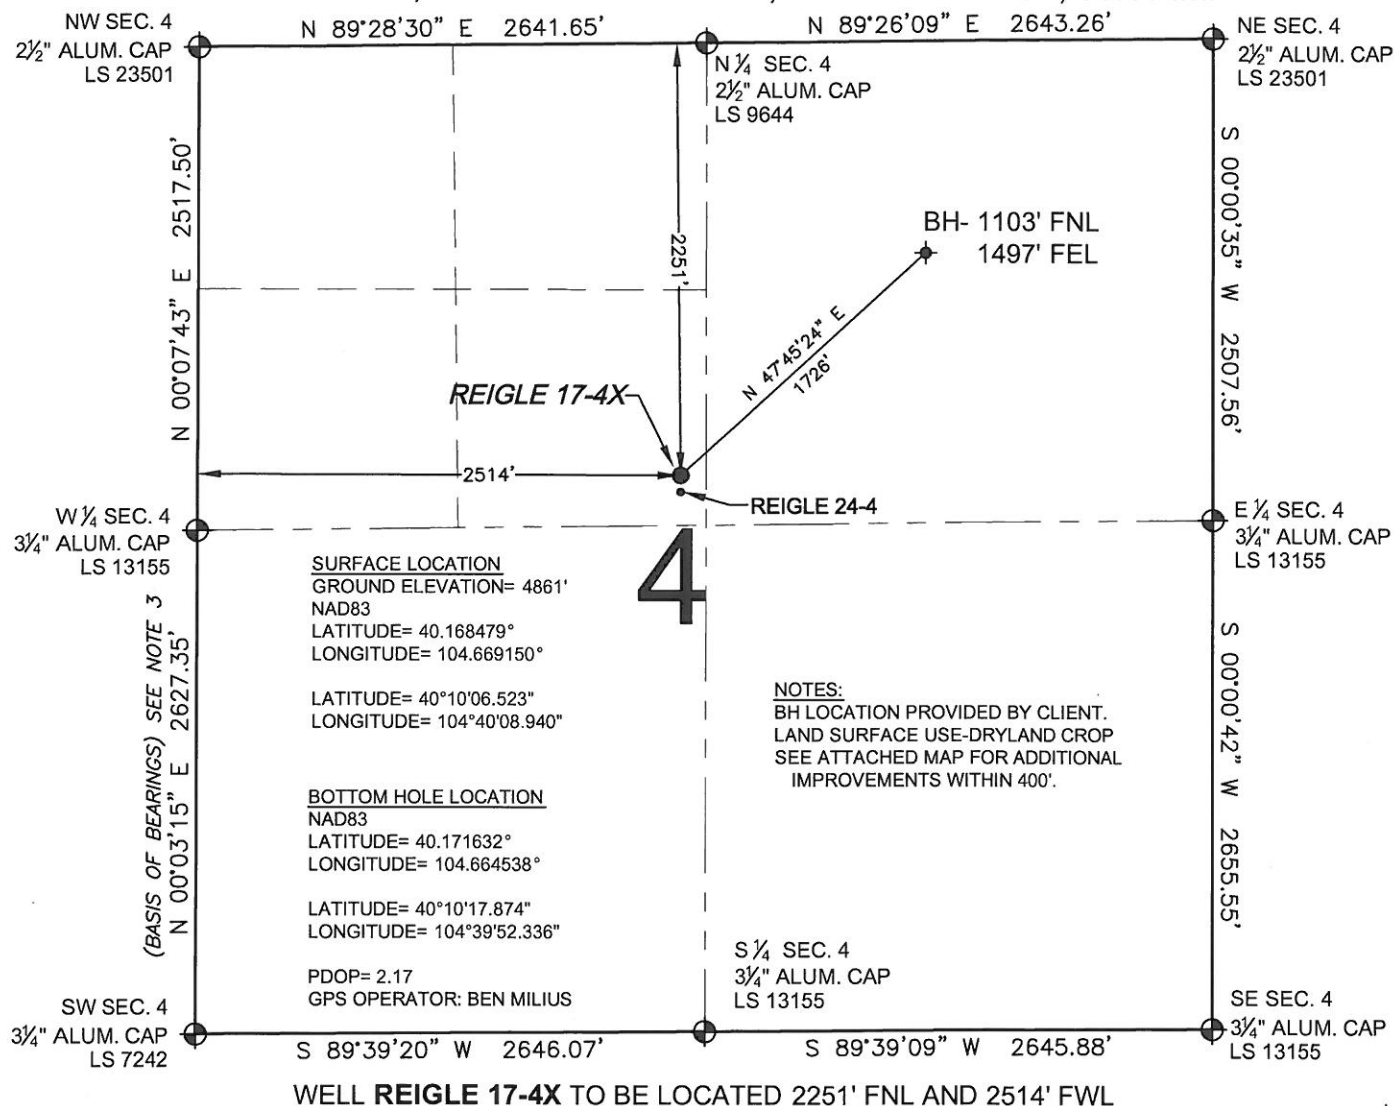 NW SEC. 4
2½" ALUM. CAP
LS 23501
N 89°28'30" E 2641.65'
N 89°26'09" E 2643.26'
NE SEC. 4
2½" ALUM. CAP
LS 23501
N ¼ SEC. 4
2½" ALUM. CAP
LS 9644
N 00°07'43" E 2517.50'
S 00°00'35" W 2507.56'
2251'
BH- 1103' FNL
1497' FEL
N 47°45'24" E
1726'
REIGLE 17-4X
2514'
REIGLE 24-4
W ¼ SEC. 4
3¼" ALUM. CAP
LS 13155
E ¼ SEC. 4
3¼" ALUM. CAP
LS 13155
4
SURFACE LOCATION
GROUND ELEVATION= 4861'
NAD83
LATITUDE= 40.168479°
LONGITUDE= 104.669150°
LATITUDE= 40°10'06.523"
LONGITUDE= 104°40'08.940"
(BASIS OF BEARINGS) SEE NOTE 3
N 00°03'15" E 2627.35'
NOTES:
BH LOCATION PROVIDED BY CLIENT.
LAND SURFACE USE-DRYLAND CROP
SEE ATTACHED MAP FOR ADDITIONAL
IMPROVEMENTS WITHIN 400'.
S 00°00'42" W 2655.55'
BOTTOM HOLE LOCATION
NAD83
LATITUDE= 40.171632°
LONGITUDE= 104.664538°
LATITUDE= 40°10'17.874"
LONGITUDE= 104°39'52.336"
PDOP= 2.17
GPS OPERATOR: BEN MILIUS
S ¼ SEC. 4
3¼" ALUM. CAP
LS 13155
SW SEC. 4
3¼" ALUM. CAP
LS 7242
SE SEC. 4
3¼" ALUM. CAP
LS 13155
S 89°39'20" W 2646.07'
S 89°39'09" W 2645.88'
WELL REIGLE 17-4X TO BE LOCATED 2251' FNL AND 2514' FWL